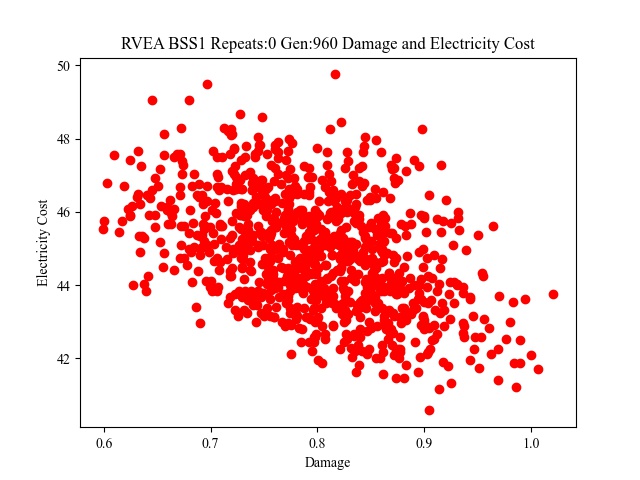 RVEA BSS1 Repeats:0 Gen:960 Damage and Electricity Cost
50
48
46
44
42
Electricity Cost
0.6 0.7 0.8 0.9 1.0
Damage